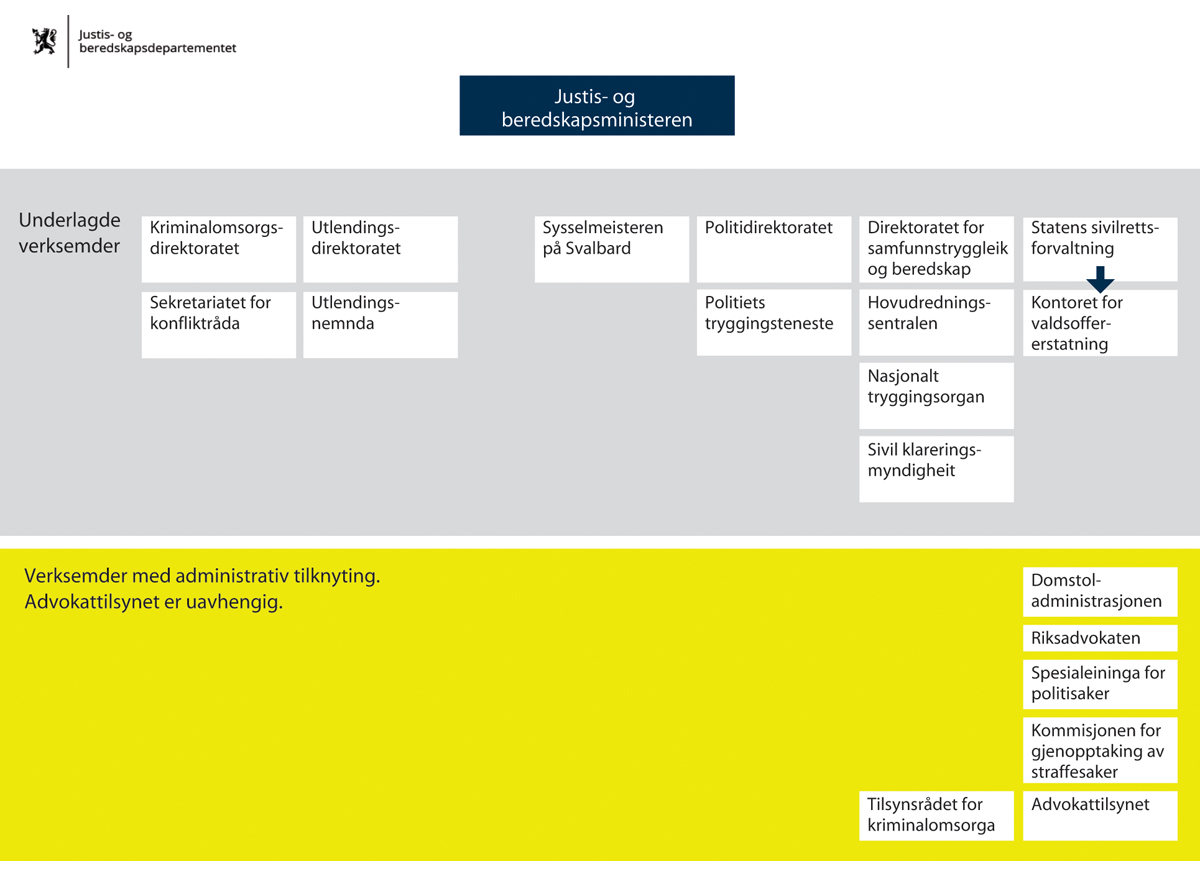 Justis- og
beredskapsdepartementet
Justis- og
beredskapsministeren
Underlagde
verksemder
Kriminalomsorgs-
direktoratet
Utlendings-
direktoratet
Sysselmeisteren
på Svalbard
Politidirektoratet
Direktoratet for
samfunnstryggleik
og beredskap
Statens sivilretts-
forvaltning
Sekretariatet for
konfliktråda
Utlendings-
nemnda
Politiets
tryggingsteneste
Hovudrednings-
sentralen
Kontoret for
valdsoffer-
erstatning
Nasjonalt
tryggingsorgan
Sivil klarerings-
myndigheit
Verksemder med administrativ tilknyting.
Advokattilsynet er uavhengig.
Domstol-
administrasjonen
Riksadvokaten
Spesialeininga for
politisaker
Kommisjonen for
gjenopptaking av
straffesaker
Tilsynsrådet for
kriminalomsorga
Advokattilsynet